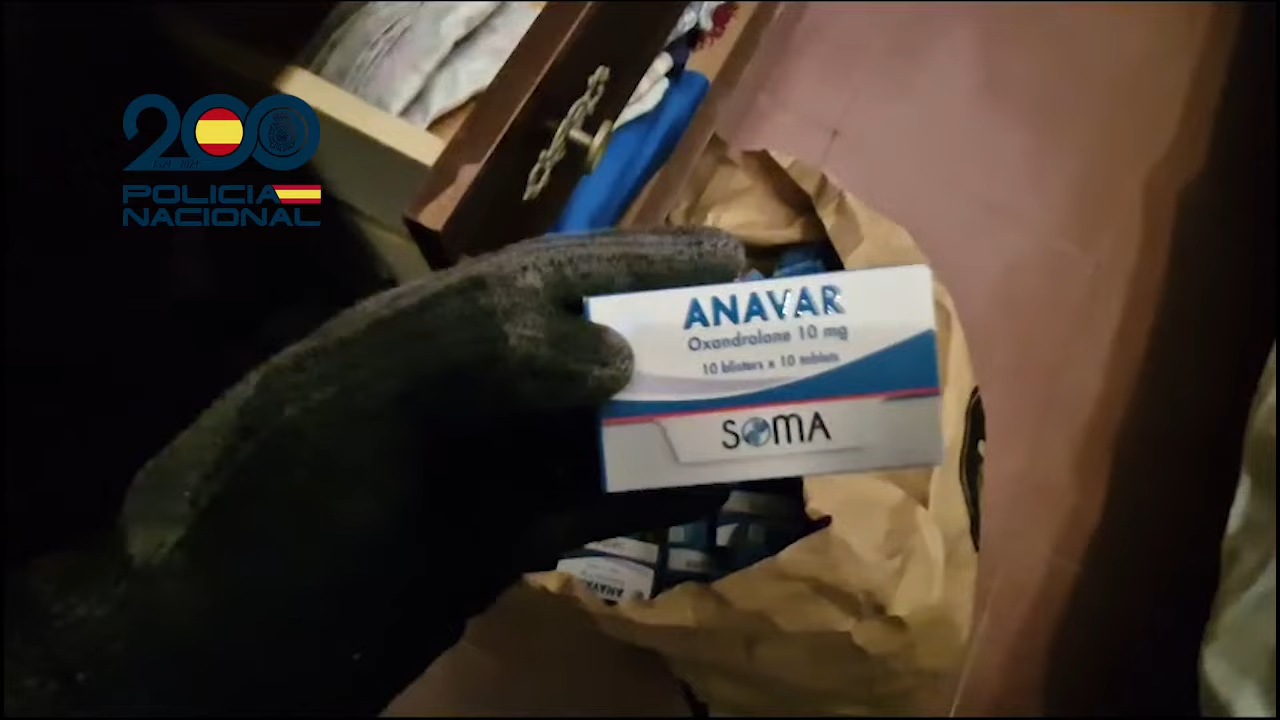 200
POLICIA
NACIONAL
ANAVAR
Oxandrolone 10 mg
10 blisters x 10 tablets
SOMA